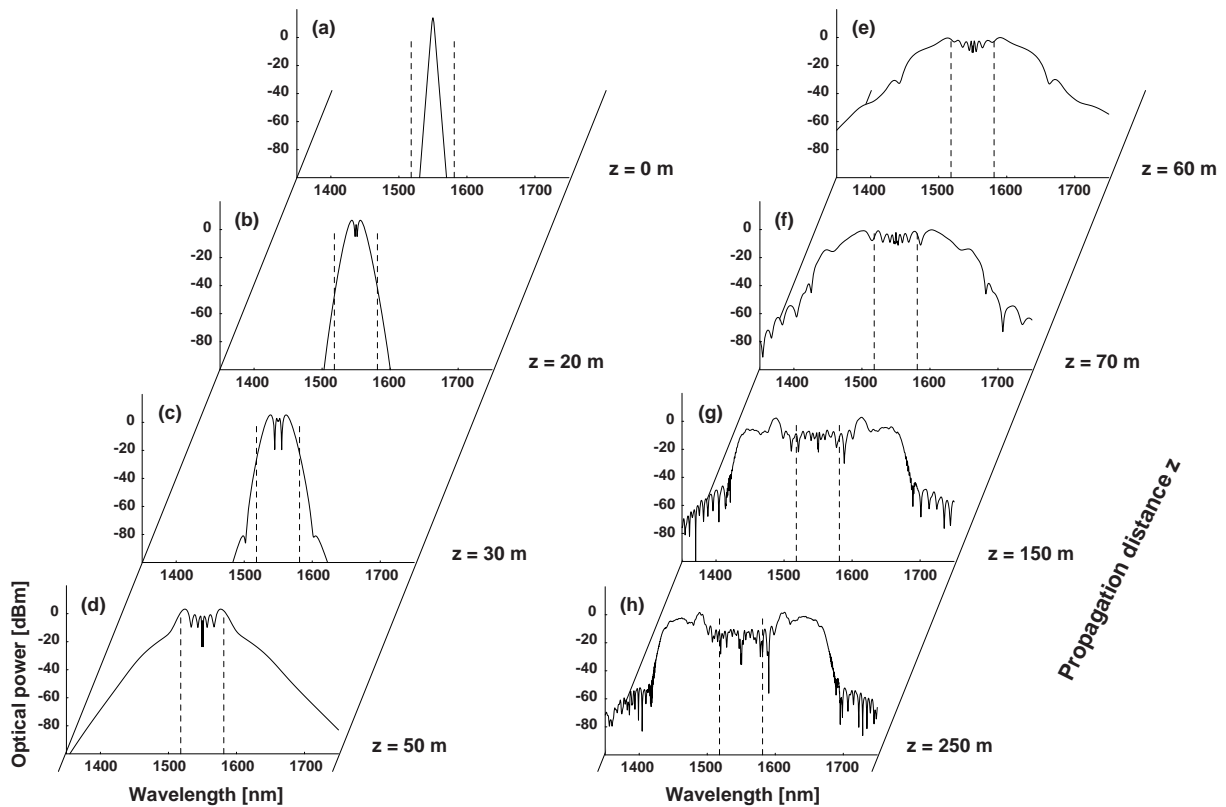 (a)
0
-20
-40
-60
-80
1400 1500 1600 1700
z = 0 m
(b)
0
-20
-40
-60
-80
1400 1500 1600 1700
z = 20 m
(c)
0
-20
-40
-60
-80
1400 1500 1600 1700
z = 30 m
(d)
0
-20
-40
-60
-80
1400 1500 1600 1700
z = 50 m
Optical power [dBm]
Wavelength [nm]
(e)
0
-20
-40
-60
-80
1400 1500 1600 1700
z = 60 m
(f)
0
-20
-40
-60
-80
1400 1500 1600 1700
z = 70 m
(g)
0
-20
-40
-60
-80
1400 1500 1600 1700
z = 150 m
(h)
0
-20
-40
-60
-80
1400 1500 1600 1700
z = 250 m
Wavelength [nm]
Propagation distance z